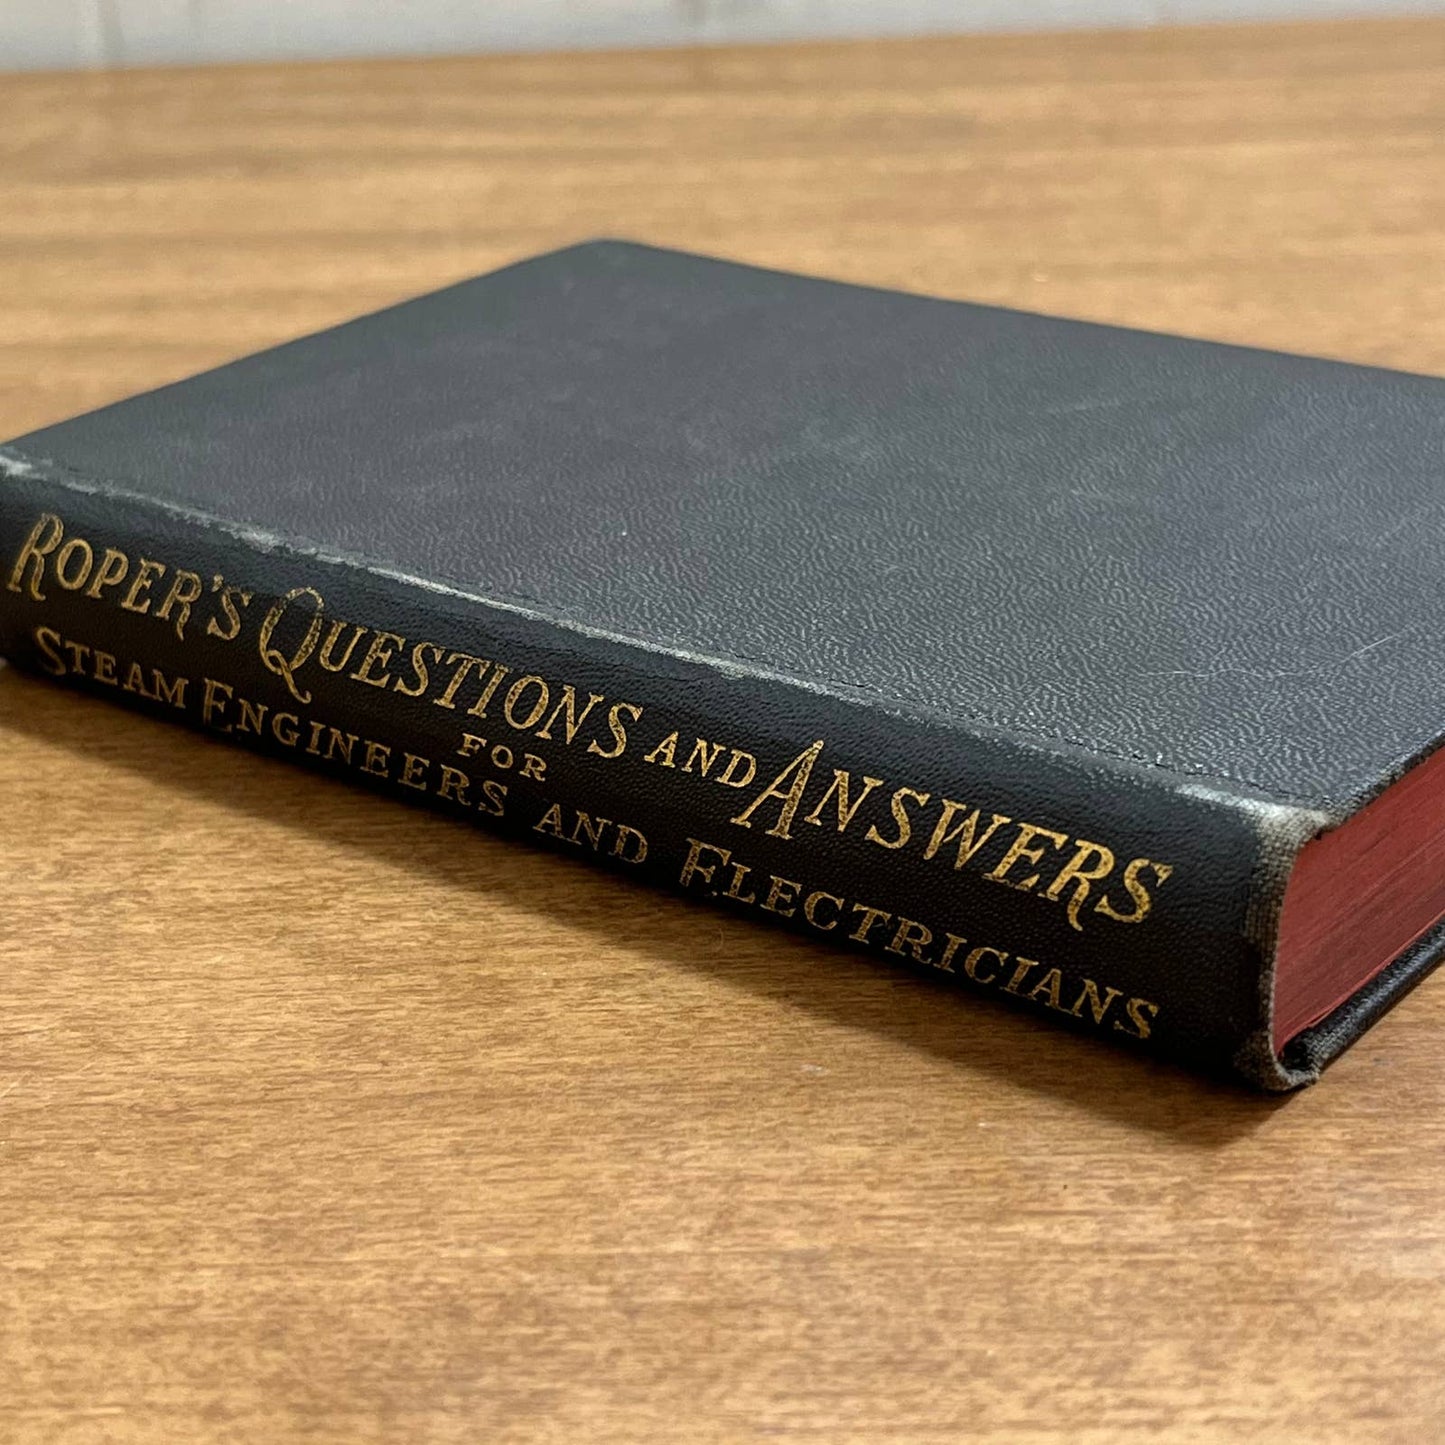 ROPER'S QUESTIONS AND ANSWERS
FOR
STEAM ENGINEERS AND ELECTRICIANS